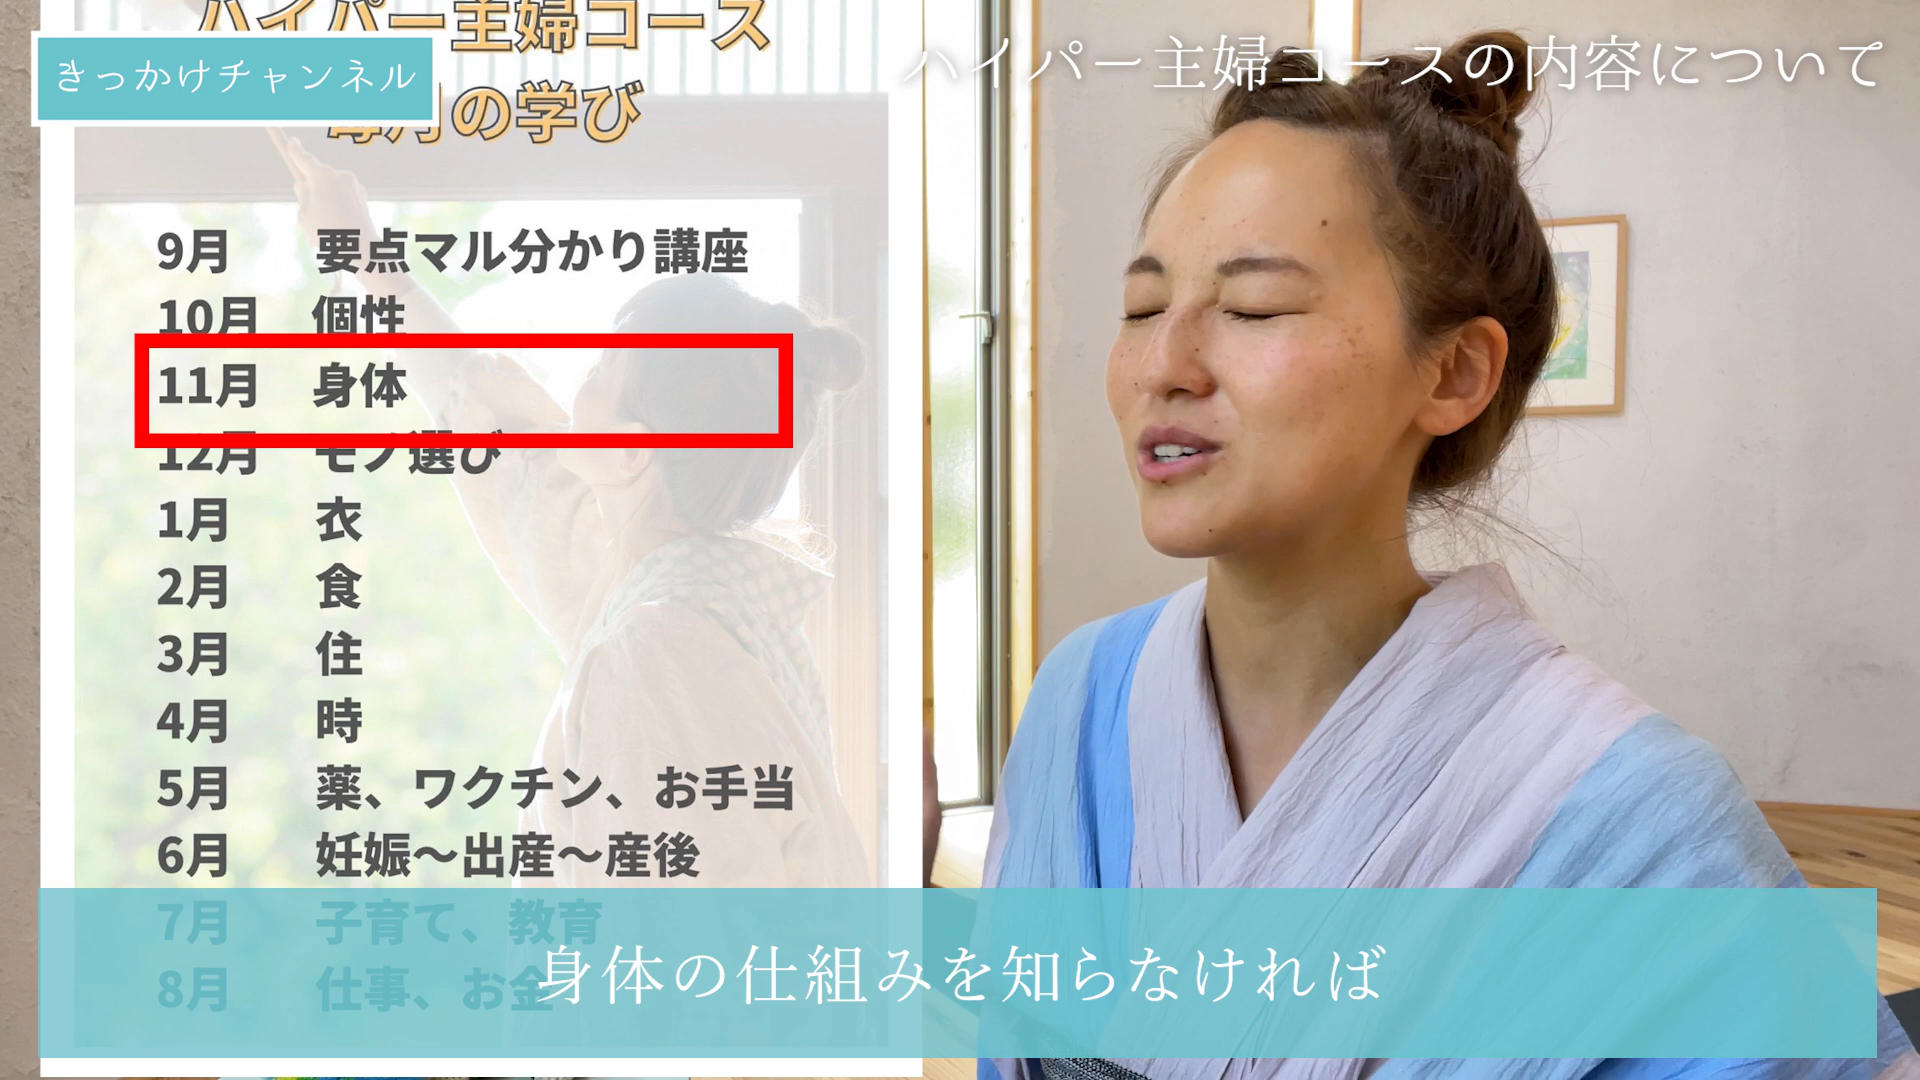 ハイパー主婦コース
きっかけチャンネル
毎月の学び
ハイパー主婦コースの内容について
9月 要点マル分かり講座
10月 個性
11月 身体
12月 モノ選び
1月 衣
2月 食
3月 住
4月 時
5月 薬、ワクチン、お手当
6月 妊娠～出産～産後
7月 子育て、教育
8月 仕事、お金
身体の仕組みを知らなければ